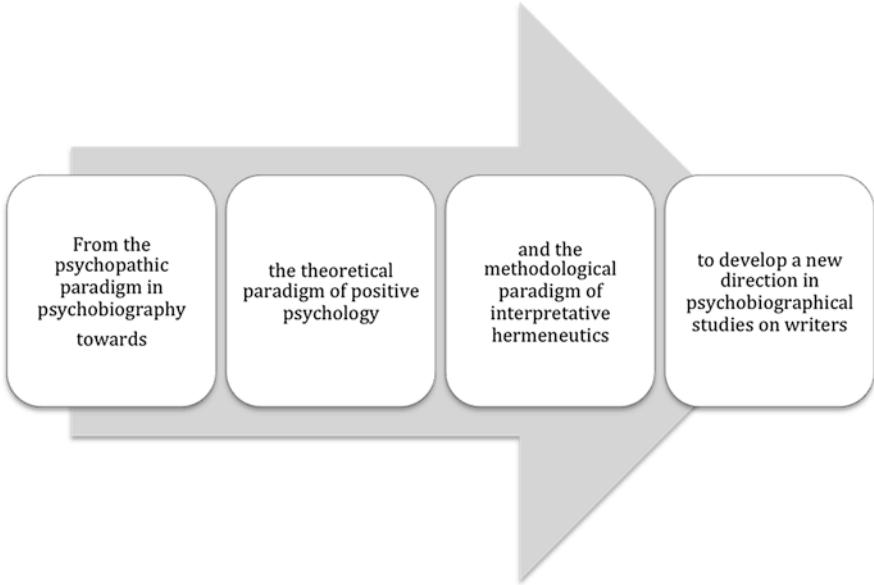 From the
psychopathic
paradigm in
psychobiography
towards
the theoretical
paradigm of positive
psychology
and the
methodological
paradigm of
interpretative
hermeneutics
to develop a new
direction in
psychobiographical
studies on writers